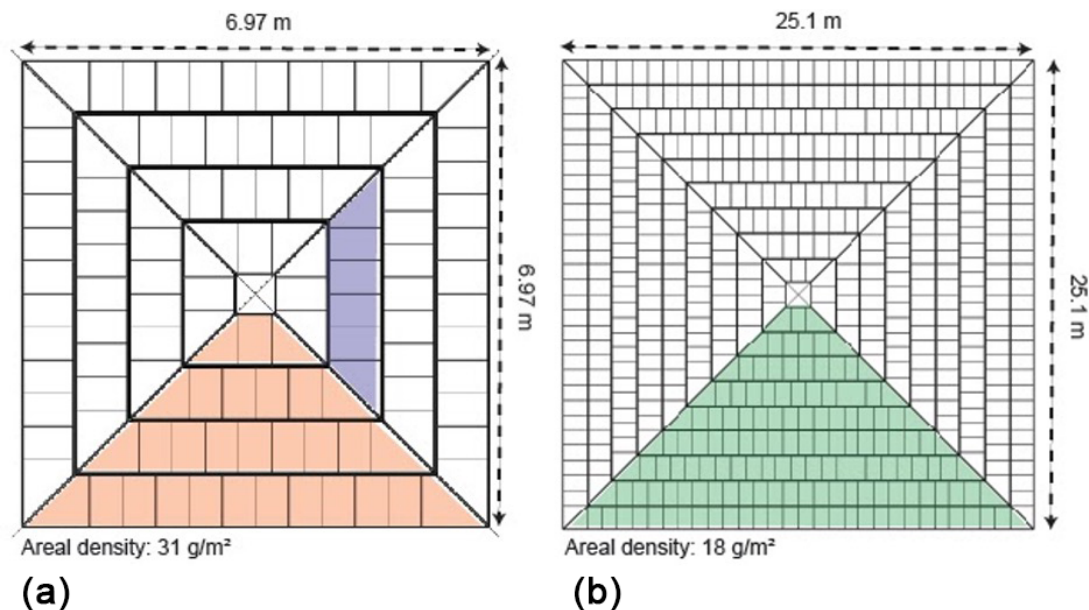 6.97 m
6.97 m
Areal density: 31 g/m²
(a)
25.1 m
25.1 m
Areal density: 18 g/m²
(b)